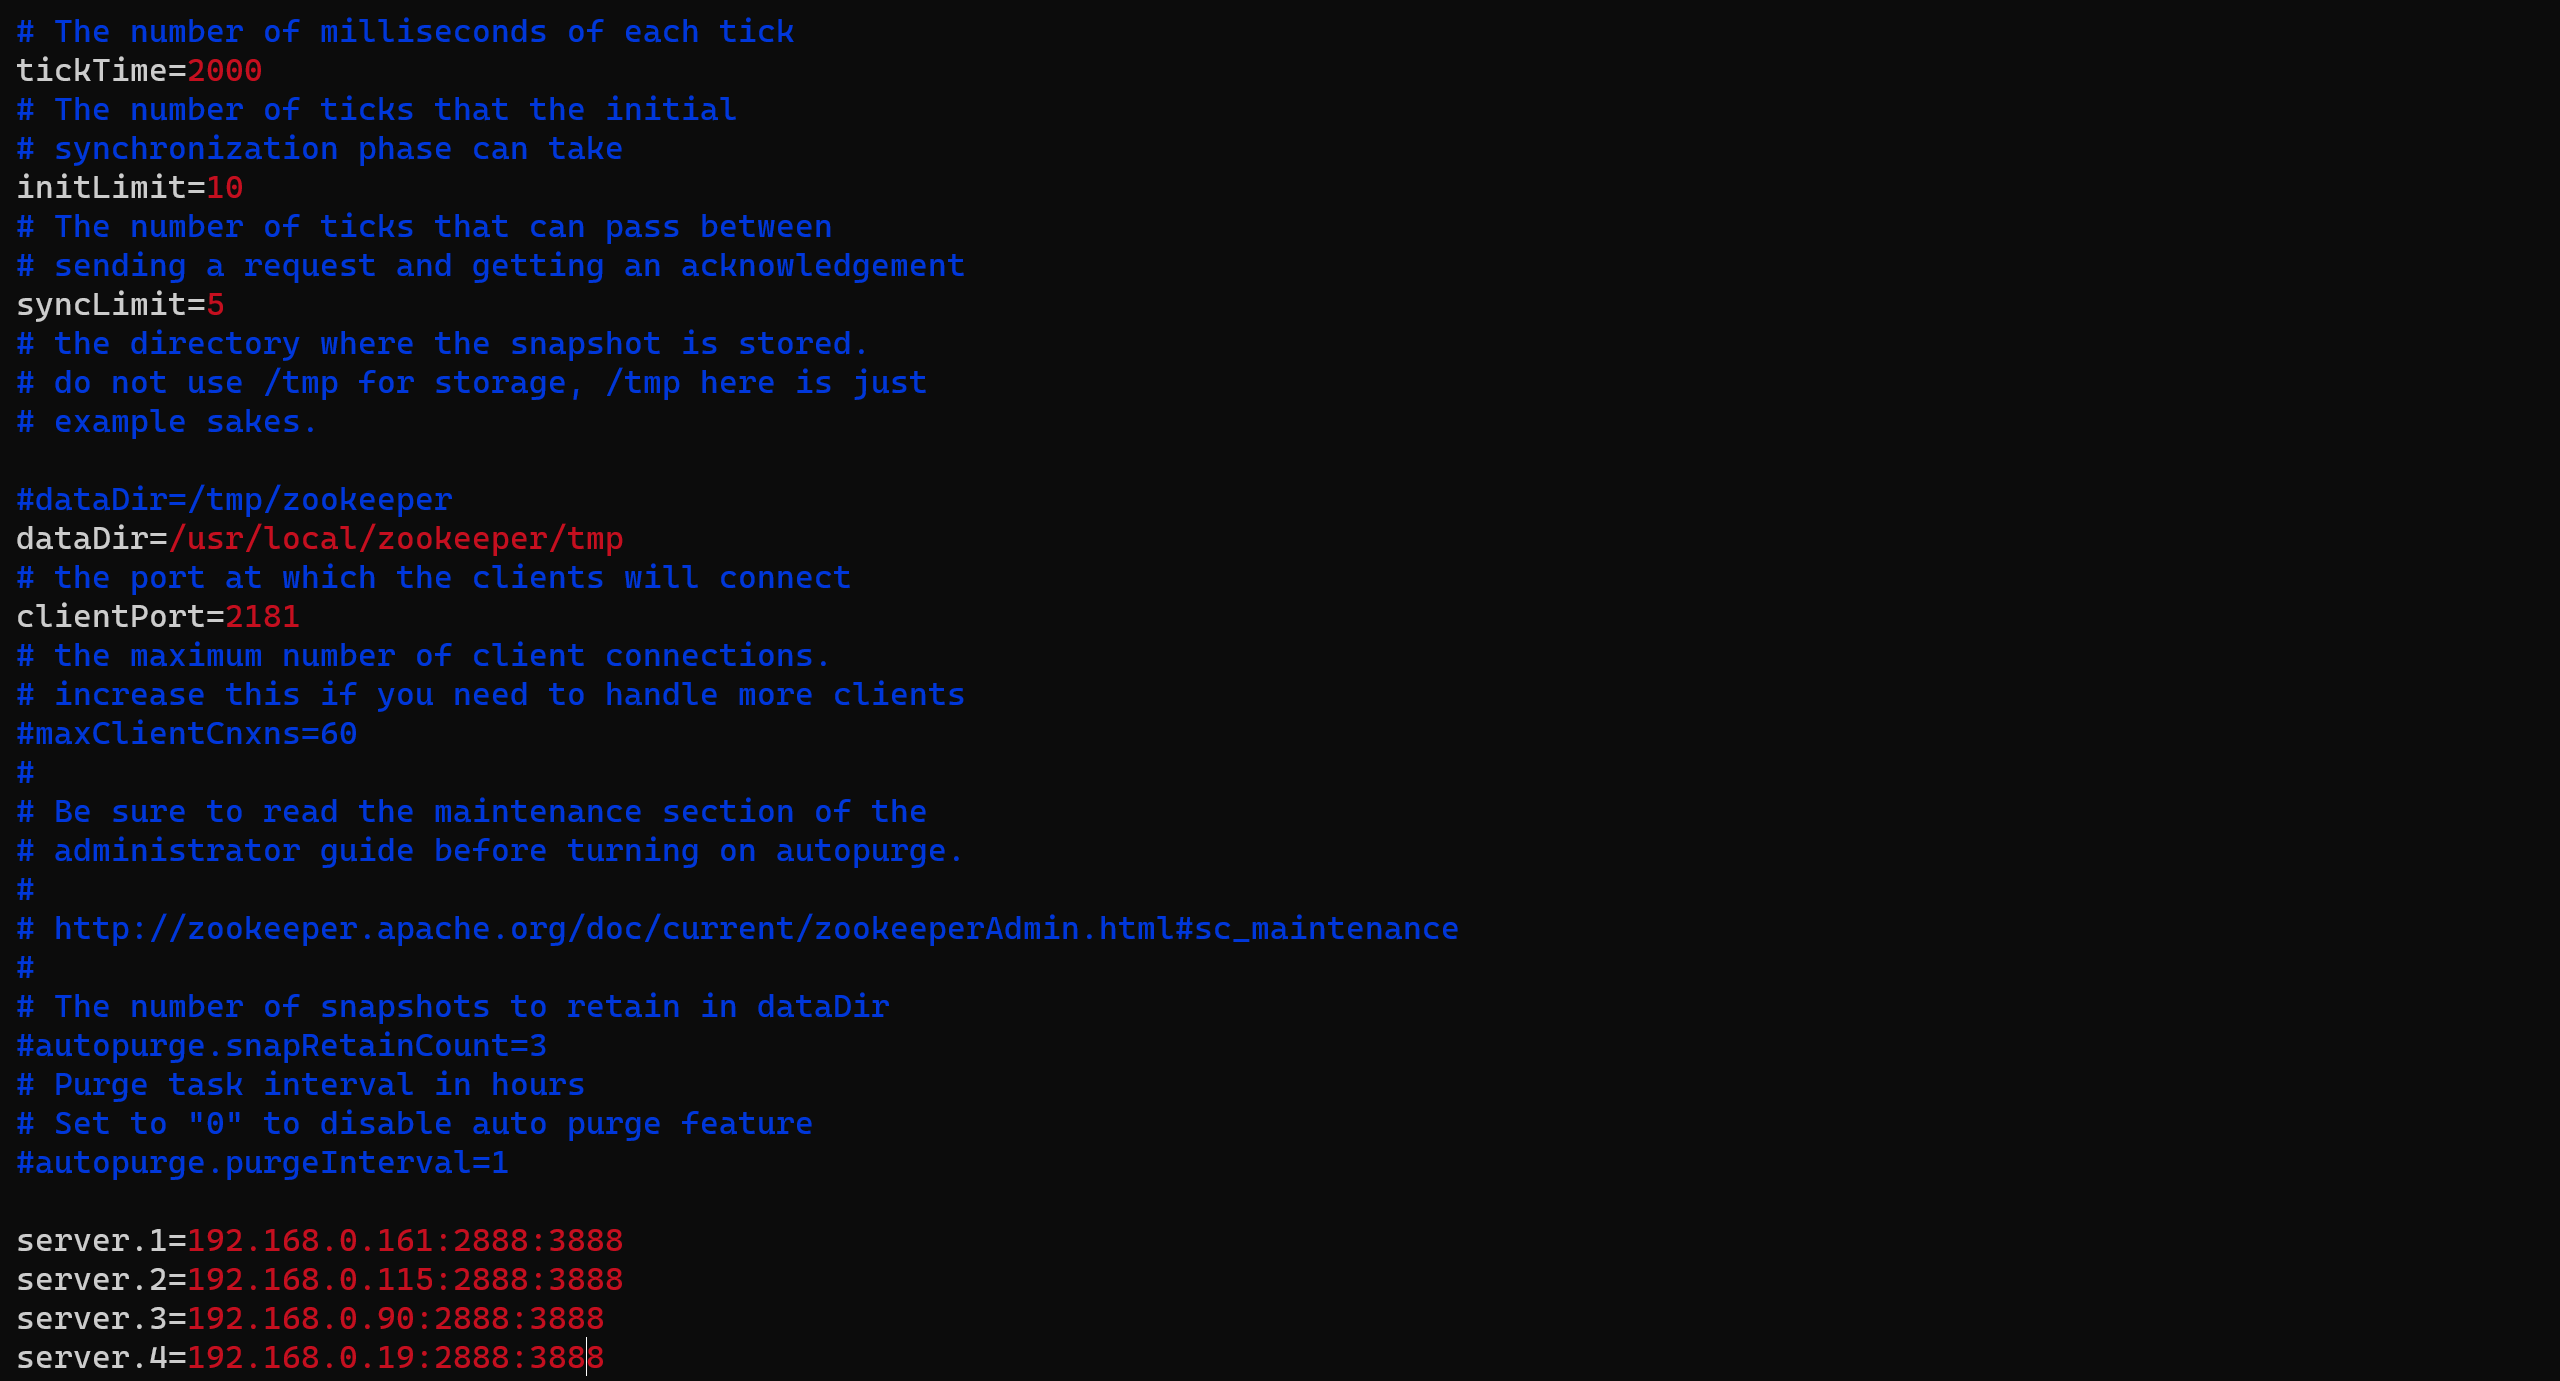 # The number of milliseconds of each tick
tickTime=2000
# The number of ticks that the initial
# synchronization phase can take
initLimit=10
# The number of ticks that can pass between
# sending a request and getting an acknowledgement
syncLimit=5
# the directory where the snapshot is stored.
# do not use /tmp for storage, /tmp here is just
# example sakes.
#dataDir=/tmp/zookeeper
dataDir=/usr/local/zookeeper/tmp
# the port at which the clients will connect
clientPort=2181
# the maximum number of client connections.
# increase this if you need to handle more clients
#maxClientCnxns=60
#
# Be sure to read the maintenance section of the
# administrator guide before turning on autopurge.
#
# http://zookeeper.apache.org/doc/current/zookeeperAdmin.html#sc_maintenance
#
# The number of snapshots to retain in dataDir
#autopurge.snapRetainCount=3
# Purge task interval in hours
# Set to "0" to disable auto purge feature
#autopurge.purgeInterval=1
server.1=192.168.0.161:2888:3888
server.2=192.168.0.115:2888:3888
server.3=192.168.0.90:2888:3888
server.4=192.168.0.19:2888:3888